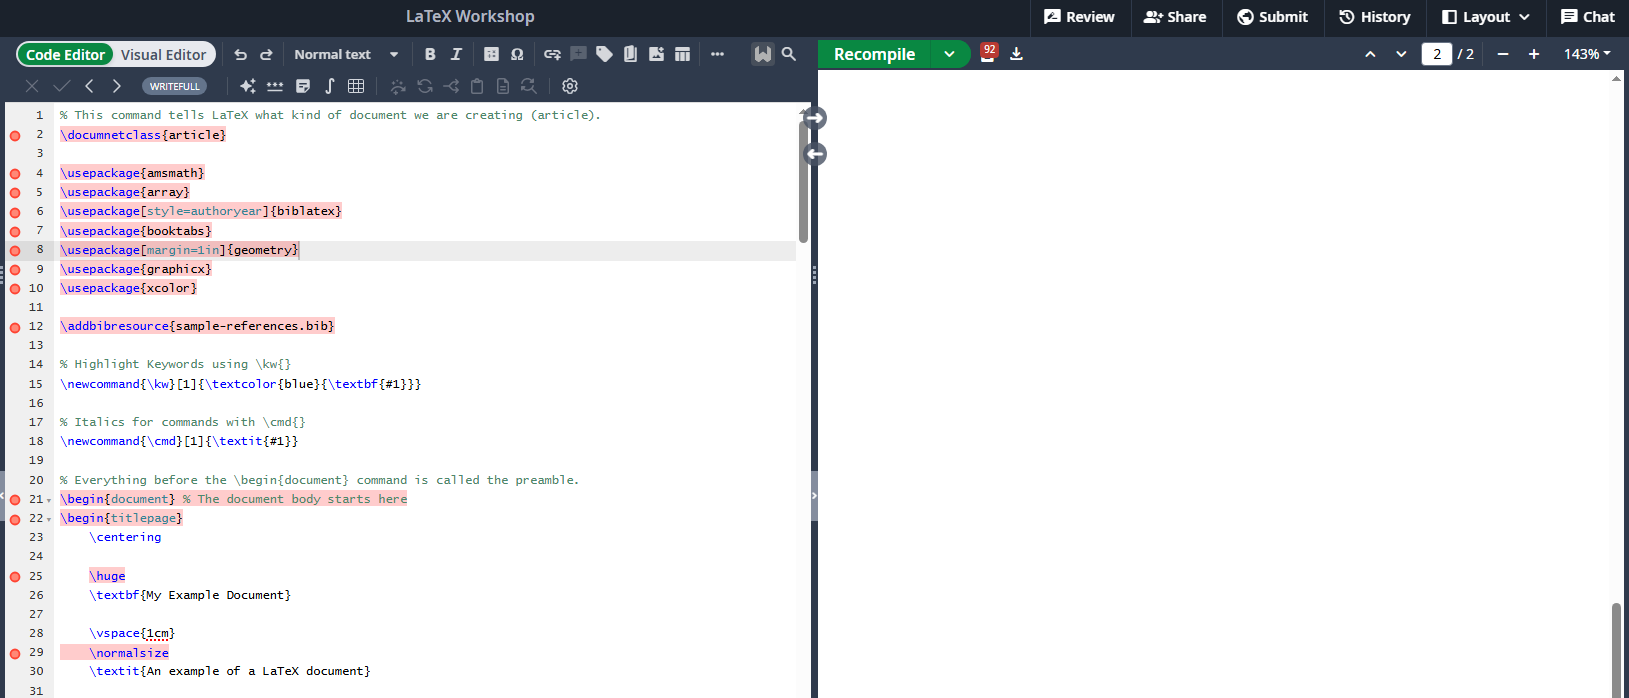 LaTeX Workshop
Review Share Submit History Layout Chat
Code Editor Visual Editor Normal text B I Ω Recompile 92 2 / 2 143%
WRITEFULL
1 % This command tells LaTeX what kind of document we are creating (article).
2 \documnetclass{article}
3
4 \usepackage{amsmath}
5 \usepackage{array}
6 \usepackage[style=authoryear]{biblatex}
7 \usepackage{booktabs}
8 \usepackage[margin=1in]{geometry}
9 \usepackage{graphicx}
10 \usepackage{xcolor}
11
12 \addbibresource{sample-references.bib}
13
14 % Highlight Keywords using \kw{}
15 \newcommand{\kw}[1]{\textcolor{blue}{\textbf{#1}}}
16
17 % Italics for commands with \cmd{}
18 \newcommand{\cmd}[1]{\textit{#1}}
19
20 % Everything before the \begin{document} command is called the preamble.
21 \begin{document} % The document body starts here
22 \begin{titlepage}
23 \centering
24
25 \huge
26 \textbf{My Example Document}
27
28 \vspace{1cm}
29 \normalsize
30 \textit{An example of a LaTeX document}
31